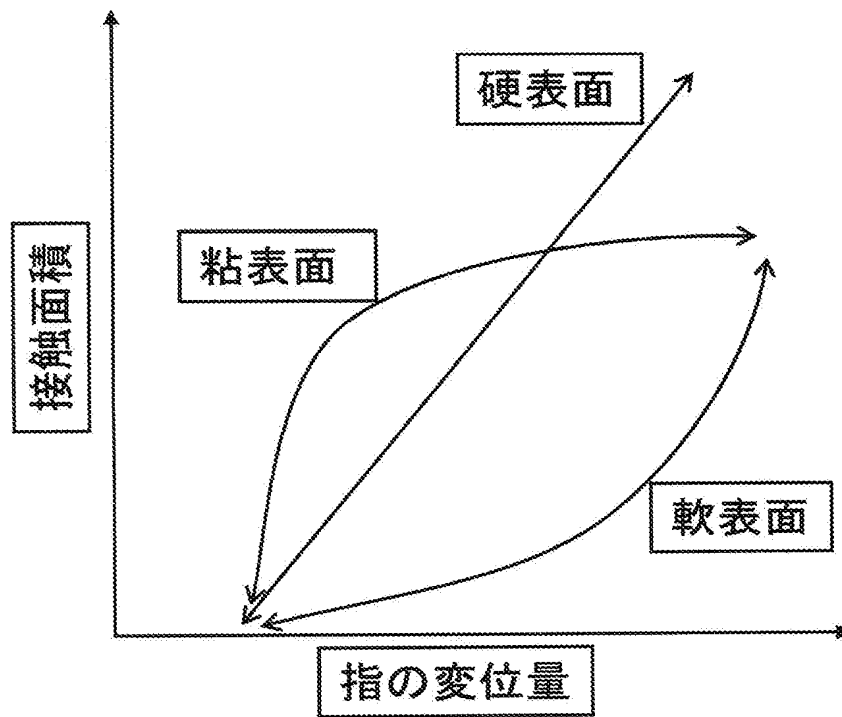 硬表面
粘表面
接触面積
軟表面
指の変位量